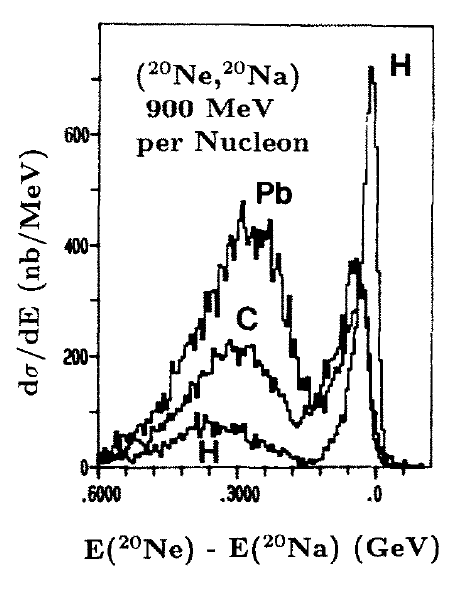 (²⁰Ne,²⁰Na)
900 MeV
per Nucleon
H
Pb
C
H
dσ/dE (nb/MeV)
600
400
200
0
.6000
.3000
.0
E(²⁰Ne) - E(²⁰Na) (GeV)